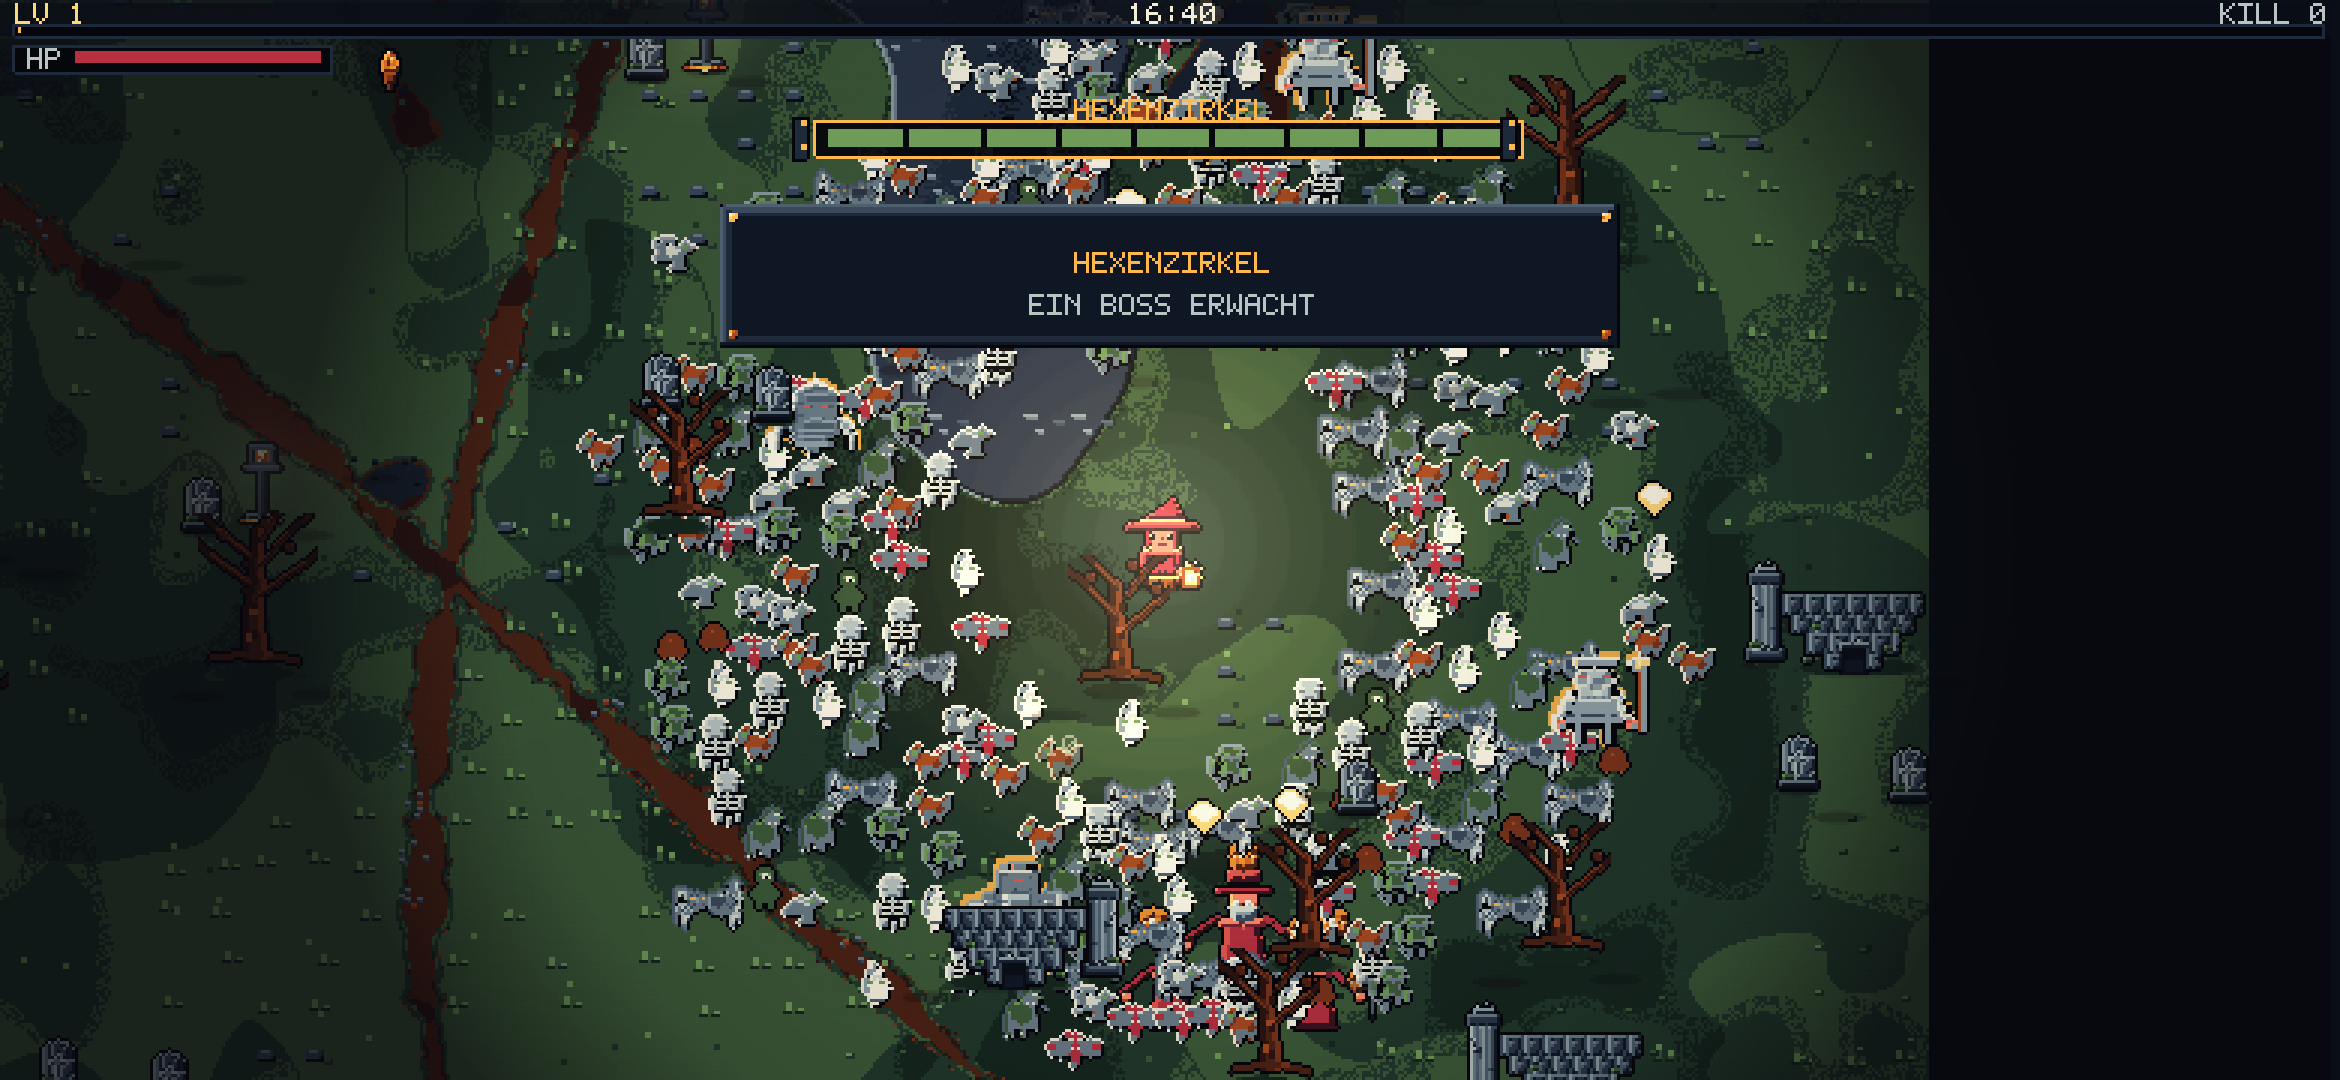 LV 1
16:40
KILL 0
HP
HEXENZIRKEL
HEXENZIRKEL
EIN BOSS ERWACHT